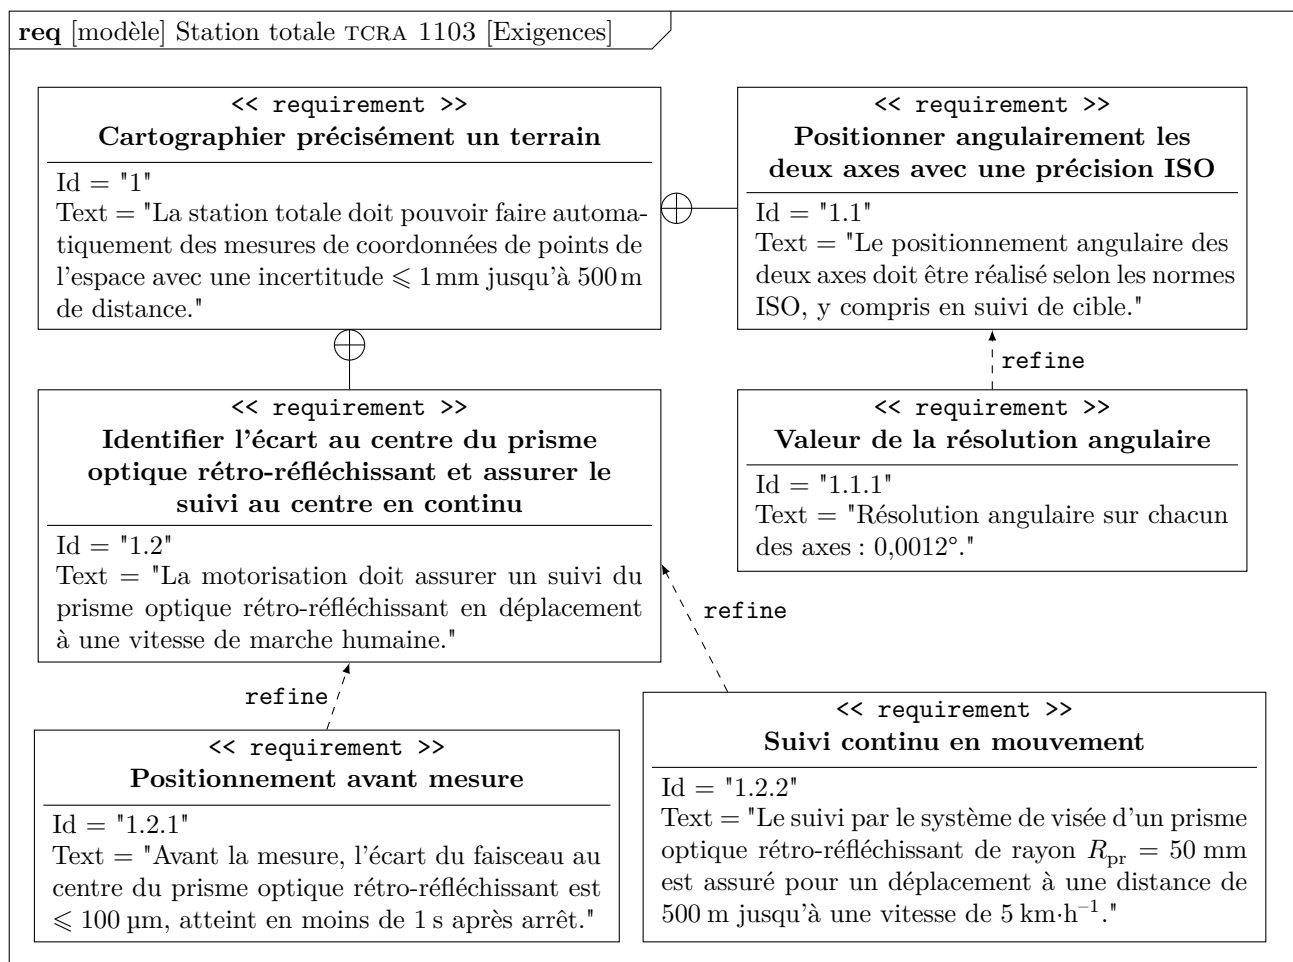 req [modèle] Station totale TCRA 1103 [Exigences]
<< requirement >>
Cartographier précisément un terrain
Id = "1"
Text = "La station totale doit pouvoir faire automa-
tiquement des mesures de coordonnées de points de
l'espace avec une incertitude ⩽ 1 mm jusqu'à 500 m
de distance."
<< requirement >>
Positionner angulairement les
deux axes avec une précision ISO
Id = "1.1"
Text = "Le positionnement angulaire des
deux axes doit être réalisé selon les normes
ISO, y compris en suivi de cible."
refine
<< requirement >>
Identifier l'écart au centre du prisme
optique rétro-réfléchissant et assurer le
suivi au centre en continu
Id = "1.2"
Text = "La motorisation doit assurer un suivi du
prisme optique rétro-réfléchissant en déplacement
à une vitesse de marche humaine."
<< requirement >>
Valeur de la résolution angulaire
Id = "1.1.1"
Text = "Résolution angulaire sur chacun
des axes : 0,0012°."
refine
refine
<< requirement >>
Positionnement avant mesure
Id = "1.2.1"
Text = "Avant la mesure, l'écart du faisceau au
centre du prisme optique rétro-réfléchissant est
⩽ 100 µm, atteint en moins de 1 s après arrêt."
<< requirement >>
Suivi continu en mouvement
Id = "1.2.2"
Text = "Le suivi par le système de visée d'un prisme
optique rétro-réfléchissant de rayon Rpr = 50 mm
est assuré pour un déplacement à une distance de
500 m jusqu'à une vitesse de 5 km·h⁻¹."